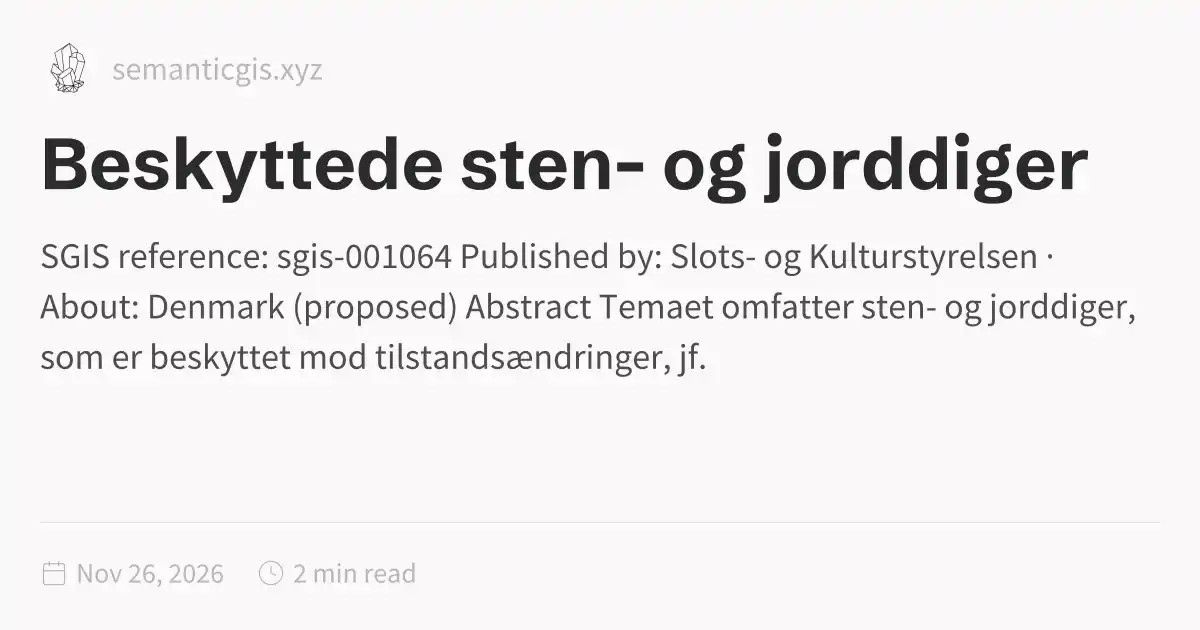 semanticgis.xyz
Beskyttede sten- og jorddiger
SGIS reference: sgis-001064 Published by: Slots- og Kulturstyrelsen ·
About: Denmark (proposed) Abstract Temaet omfatter sten- og jorddiger,
som er beskyttet mod tilstandsændringer, jf.
Nov 26, 2026 2 min read